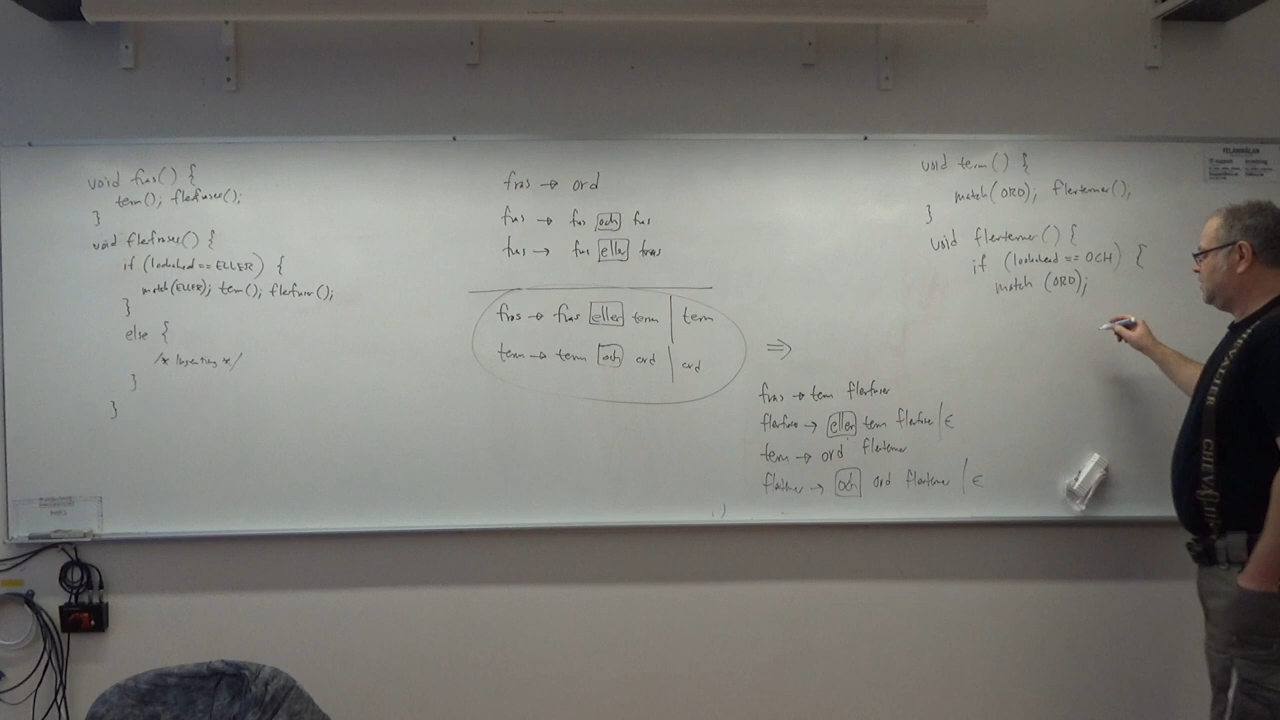 void fras() {
term(); flerfraser();
}
void flerfraser() {
if (lookahead == ELLER) {
match(ELLER); term(); flerfraser();
}
else {
/* Ingenting */
}
}
fras → ord
fras → fras och fras
fras → fras eller fras
fras → fras eller term | term
term → term och ord | ord
⇒
fras → term flerfraser
flerfraser → eller term flerfraser | ε
term → ord flertermer
flertermer → och ord flertermer | ε
void term() {
match(ORD); flertermer();
}
void flertermer() {
if (lookahead == OCH) {
match (ORD);
FELANMÄLAN
CHEVALIER